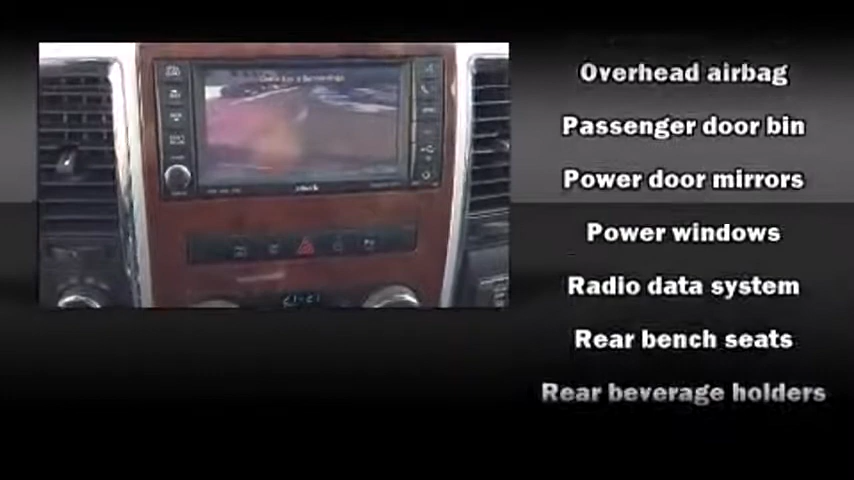 Overhead airbag
Passenger door bin
Power door mirrors
Power windows
Radio data system
Rear bench seats
Rear beverage holders